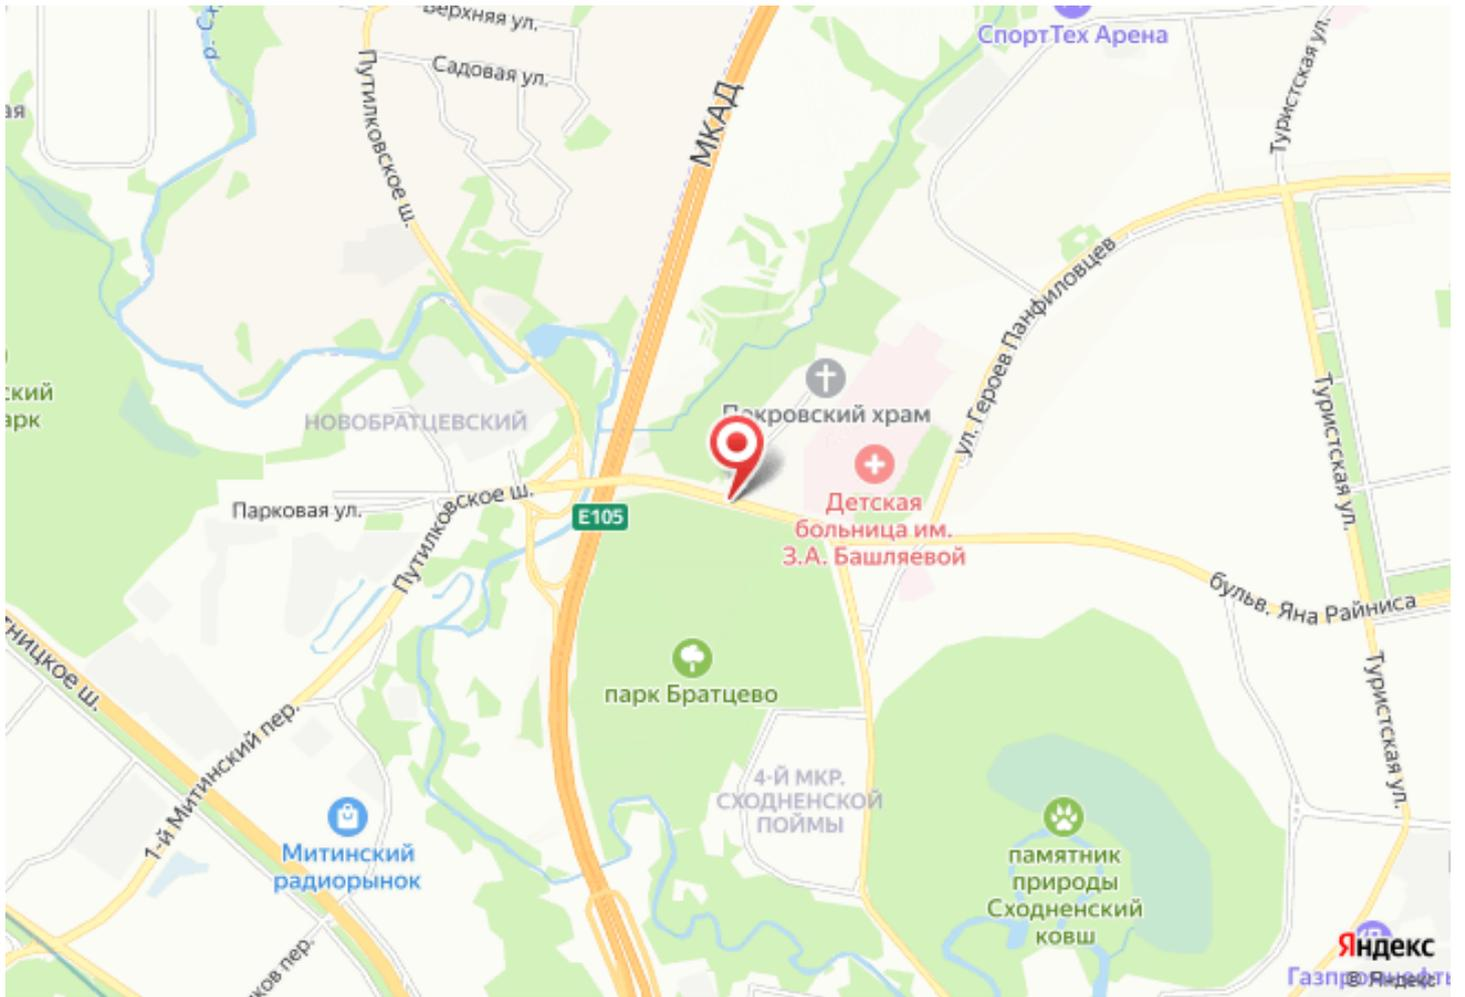 Верхняя ул.
СпортТех Арена
Садовая ул.
Путилковское ш.
МКАД
Туристская ул.
ул. Героев Панфиловцев
Покровский храм
НОВОБРАТЦЕВСКИЙ
Туристская ул.
Парковая ул.
Путилковское ш.
E105
Детская
больница им.
З.А. Башляевой
бульв. Яна Райниса
парк Братцево
Туристская ул.
1-й Митинский пер.
4-Й МКР.
СХОДНЕНСКОЙ
ПОЙМЫ
Митинский
радиорынок
памятник
природы
Сходненский
ковш
Яндекс
© Яндекс